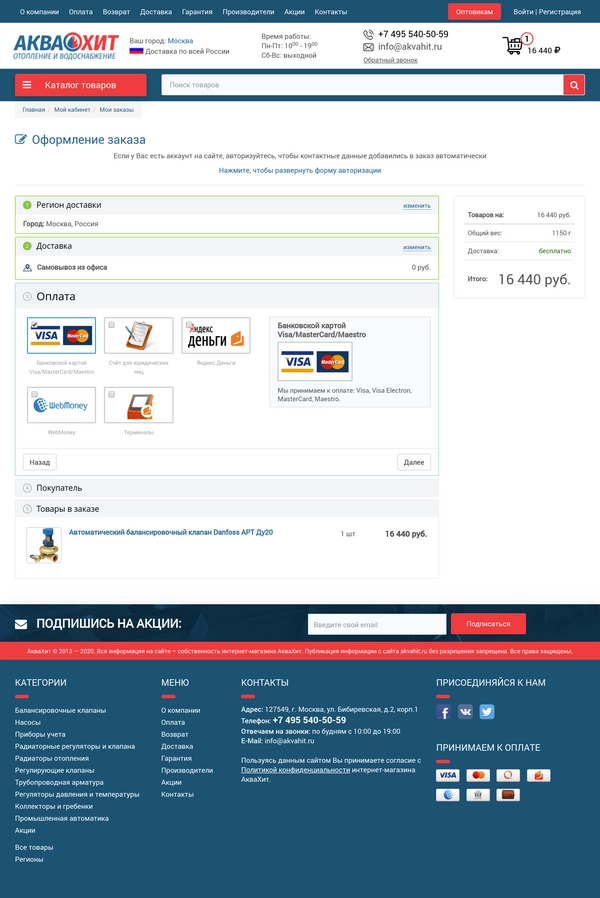 О компании Оплата Возврат Доставка Гарантия Производители Акции Контакты Оптовикам Войти | Регистрация
АКВАХИТ
ОТОПЛЕНИЕ И ВОДОСНАБЖЕНИЕ
Ваш город: Москва
Доставка по всей России
Время работы:
Пн-Пт: 1000 - 1900
Сб-Вс: выходной
+7 495 540-50-59
info@akvahit.ru
Обратный звонок
1
16 440 ₽
Каталог товаров
Поиск товаров
Главная / Мой кабинет / Мои заказы
Оформление заказа
Если у Вас есть аккаунт на сайте, авторизуйтесь, чтобы контактные данные добавились в заказ автоматически
Нажмите, чтобы развернуть форму авторизации
1 Регион доставки изменить
Город: Москва, Россия
2 Доставка изменить
Самовывоз из офиса 0 руб.
3 Оплата
VISA MasterCard
Банковской картой
Visa/MasterCard/Maestro
Счёт для юридических
лиц
Яндекс
деньги
Яндекс.Деньги
WebMoney
WebMoney
Терминалы
Банковской картой
Visa/MasterCard/Maestro
VISA MasterCard
Мы принимаем к оплате: Visa, Visa Electron,
MasterCard, Maestro.
Назад Далее
4 Покупатель
5 Товары в заказе
Автоматический балансировочный клапан Danfoss APT Ду20 1 шт 16 440 руб.
Товаров на: 16 440 руб.
Общий вес: 1150 г
Доставка: бесплатно
Итого: 16 440 руб.
ПОДПИШИСЬ НА АКЦИИ:
Введите свой email
Подписаться
АкваХит © 2013 — 2020. Вся информация на сайте – собственность интернет-магазина АкваХит. Публикация информации с сайта akvahit.ru без разрешения запрещена. Все права защищены.
КАТЕГОРИИ
Балансировочные клапаны
Насосы
Приборы учета
Радиаторные регуляторы и клапана
Радиаторы отопления
Регулирующие клапаны
Трубопроводная арматура
Регуляторы давления и температуры
Коллекторы и гребенки
Промышленная автоматика
Акции
Все товары
Регионы
МЕНЮ
О компании
Оплата
Возврат
Доставка
Гарантия
Производители
Акции
Контакты
КОНТАКТЫ
Адрес: 127549, г. Москва, ул. Бибиревская, д.2, корп.1
Телефон: +7 495 540-50-59
Отвечаем на звонки: по будням с 10:00 до 19:00
E-Mail: info@akvahit.ru
Пользуясь данным сайтом Вы принимаете согласие с
Политикой конфиденциальности интернет-магазина
АкваХит.
ПРИСОЕДИНЯЙСЯ К НАМ
ПРИНИМАЕМ К ОПЛАТЕ
VISA